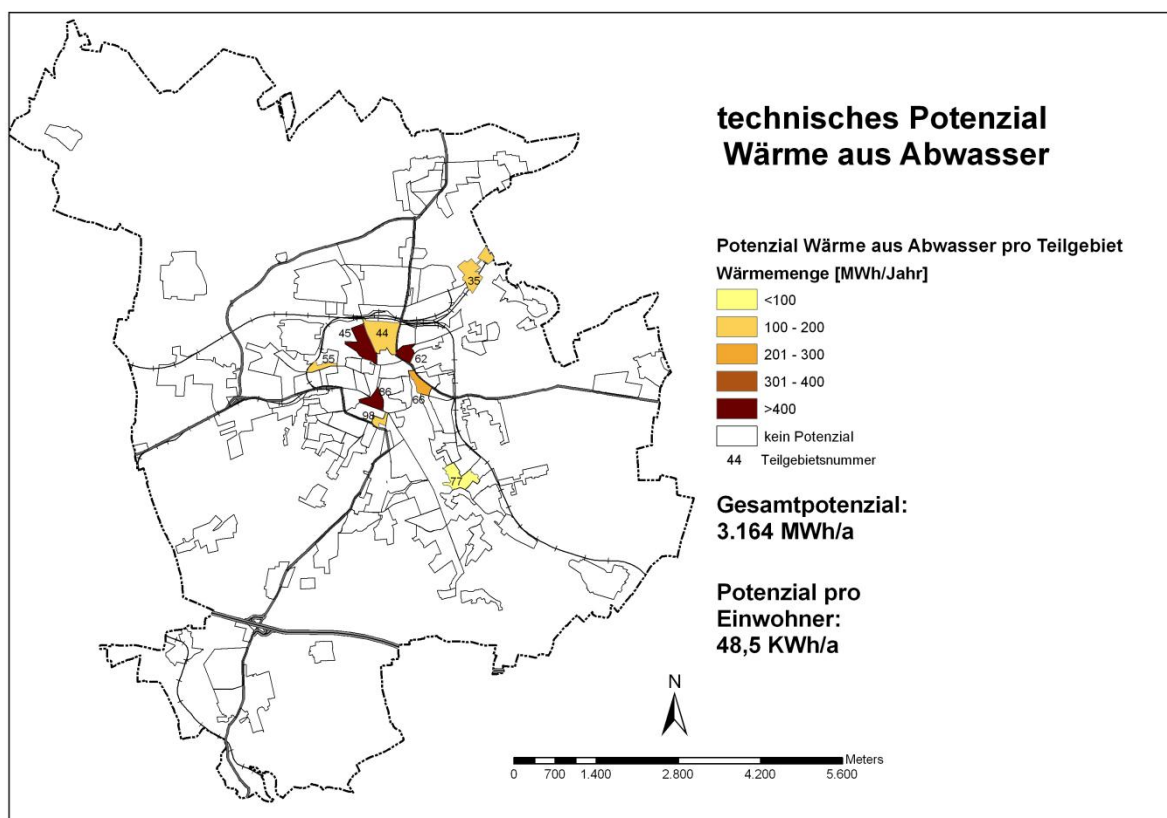 technisches Potenzial
Wärme aus Abwasser
Potenzial Wärme aus Abwasser pro Teilgebiet
Wärmemenge [MWh/Jahr]
<100
100 - 200
201 - 300
301 - 400
>400
kein Potenzial
44 Teilgebietsnummer
Gesamtpotenzial:
3.164 MWh/a
Potenzial pro
Einwohner:
48,5 KWh/a
35
45
44
62
55
66
98
77
N
Meters
0 700 1.400 2.800 4.200 5.600